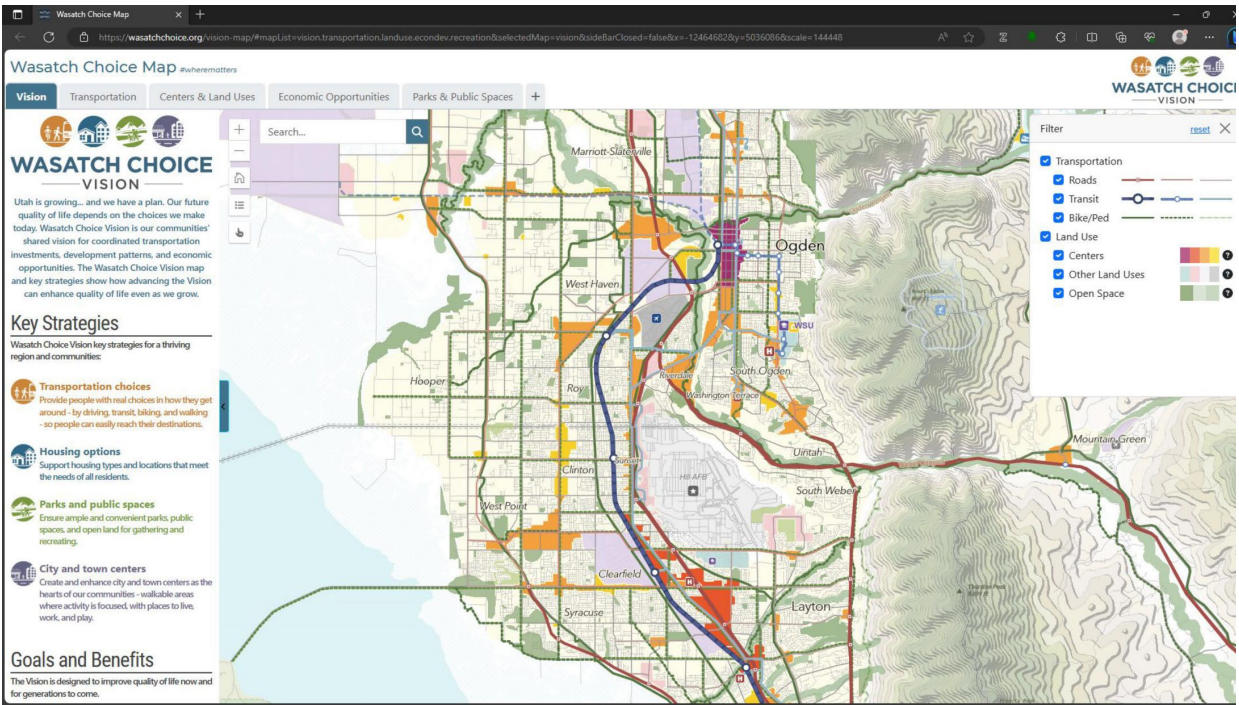 Wasatch Choice Map
https://wasatchchoice.org/vision-map/#mapList=vision.transportation.landuse.econdev.recreation&selectedMap=vision&sideBarClosed=false&x=-12464682&y=5036086&scale=144448
Wasatch Choice Map #wherematters
WASATCH CHOICE
VISION
Vision
Transportation
Centers & Land Uses
Economic Opportunities
Parks & Public Spaces
+
WASATCH CHOICE
VISION
Utah is growing... and we have a plan. Our future
quality of life depends on the choices we make
today. Wasatch Choice Vision is our communities'
shared vision for coordinated transportation
investments, development patterns, and economic
opportunities. The Wasatch Choice Vision map
and key strategies show how advancing the Vision
can enhance quality of life even as we grow.
Key Strategies
Wasatch Choice Vision key strategies for a thriving
region and communities:
Transportation choices
Provide people with real choices in how they get
around - by driving, transit, biking, and walking
- so people can easily reach their destinations.
Housing options
Support housing types and locations that meet
the needs of all residents.
Parks and public spaces
Ensure ample and convenient parks, public
spaces, and open land for gathering and
recreating.
City and town centers
Create and enhance city and town centers as the
hearts of our communities - walkable areas
where activity is focused, with places to live,
work, and play.
Goals and Benefits
The Vision is designed to improve quality of life now and
for generations to come.
Search...
Marriott-Slaterville
Ogden
West Haven
WSU
Hooper
Roy
Riverdale
South Ogden
Washington Terrace
Mountain Green
Uintah
Clinton
Sunset
Hill AFB
South Weber
West Point
Clearfield
Syracuse
Layton
Filter
reset
Transportation
Roads
Transit
Bike/Ped
Land Use
Centers
Other Land Uses
Open Space